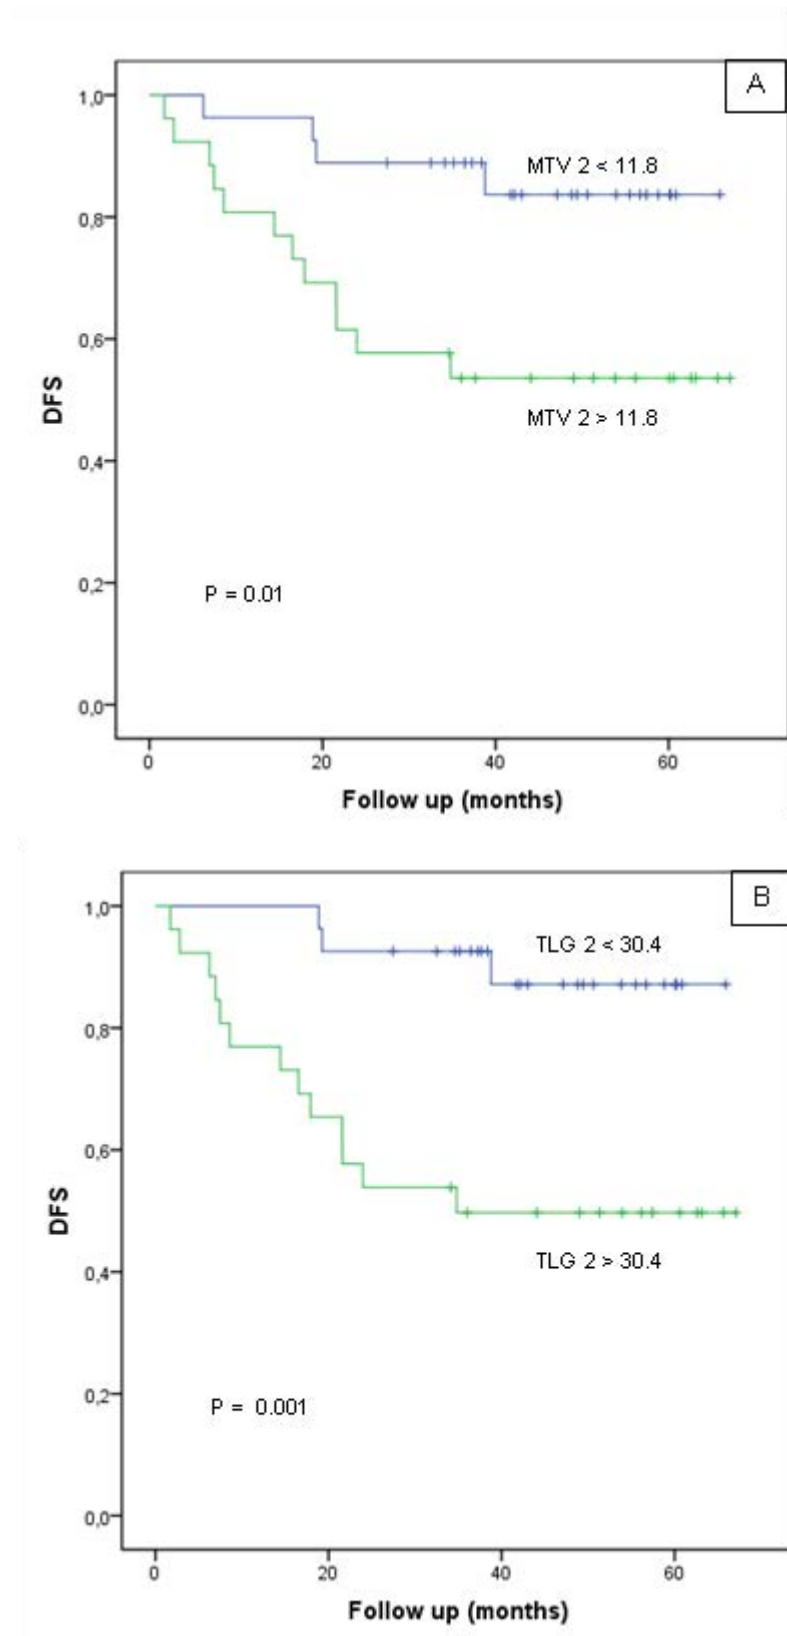 A
1,0
MTV 2 < 11.8
0,8
0,6
DFS
MTV 2 > 11.8
0,4
P = 0.01
0,2
0,0
0 20 40 60
Follow up (months)
B
1,0
TLG 2 < 30.4
0,8
0,6
DFS
TLG 2 > 30.4
0,4
P = 0.001
0,2
0,0
0 20 40 60
Follow up (months)